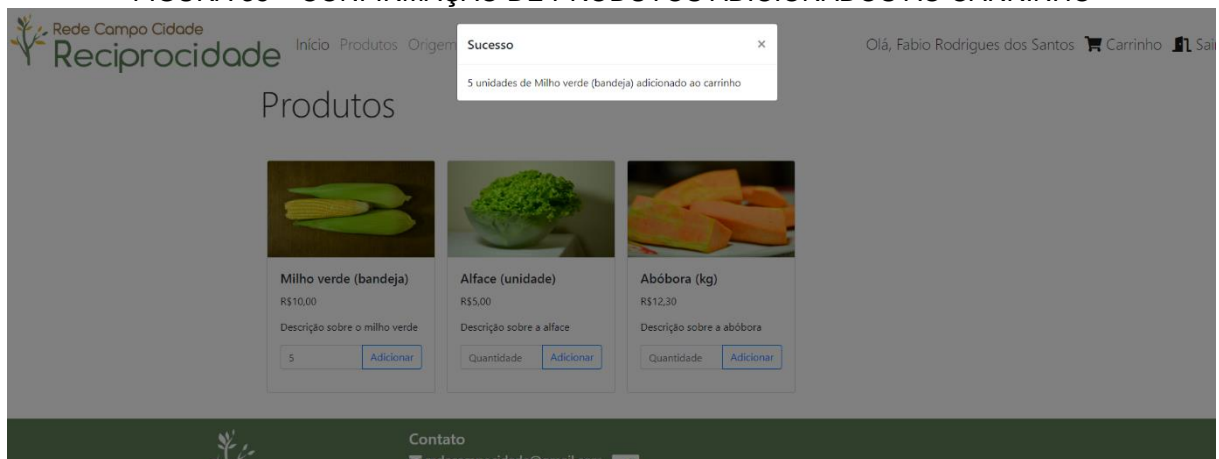 Rede Campo Cidade
Reciprocidade
Início Produtos Origem
Olá, Fabio Rodrigues dos Santos Carrinho Sair
Sucesso ×
5 unidades de Milho verde (bandeja) adicionado ao carrinho
Produtos
Milho verde (bandeja)
R$10,00
Descrição sobre o milho verde
5 Adicionar
Alface (unidade)
R$5,00
Descrição sobre a alface
Quantidade Adicionar
Abóbora (kg)
R$12,30
Descrição sobre a abóbora
Quantidade Adicionar
Contato